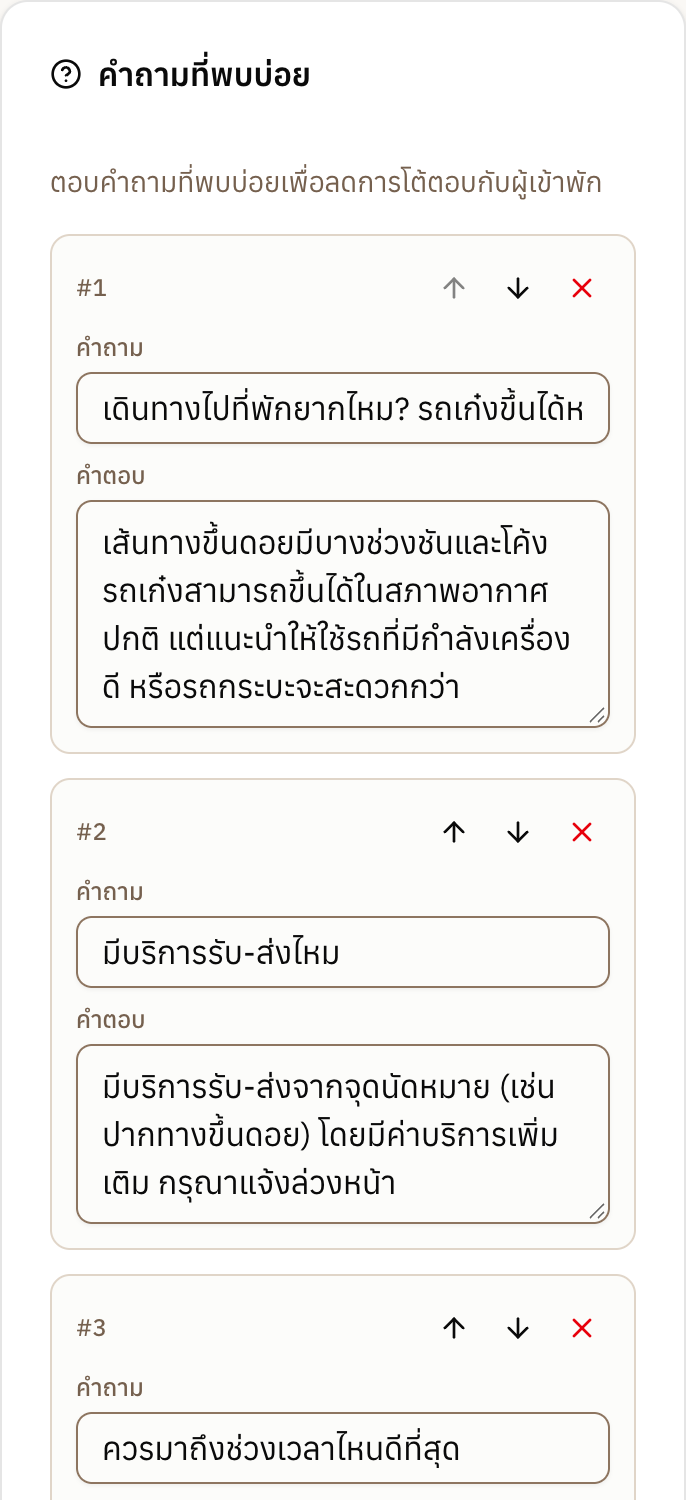 คำถามที่พบบ่อย
ตอบคำถามที่พบบ่อยเพื่อลดการโต้ตอบกับผู้เข้าพัก
#1
คำถาม
เดินทางไปที่พักยากไหม? รถเก๋งขึ้นได้ห
คำตอบ
เส้นทางขึ้นดอยมีบางช่วงชันและโค้ง
รถเก๋งสามารถขึ้นได้ในสภาพอากาศ
ปกติ แต่แนะนำให้ใช้รถที่มีกำลังเครื่อง
ดี หรือรถกระบะจะสะดวกกว่า
#2
คำถาม
มีบริการรับ-ส่งไหม
คำตอบ
มีบริการรับ-ส่งจากจุดนัดหมาย (เช่น
ปากทางขึ้นดอย) โดยมีค่าบริการเพิ่ม
เติม กรุณาแจ้งล่วงหน้า
#3
คำถาม
ควรมาถึงช่วงเวลาไหนดีที่สุด